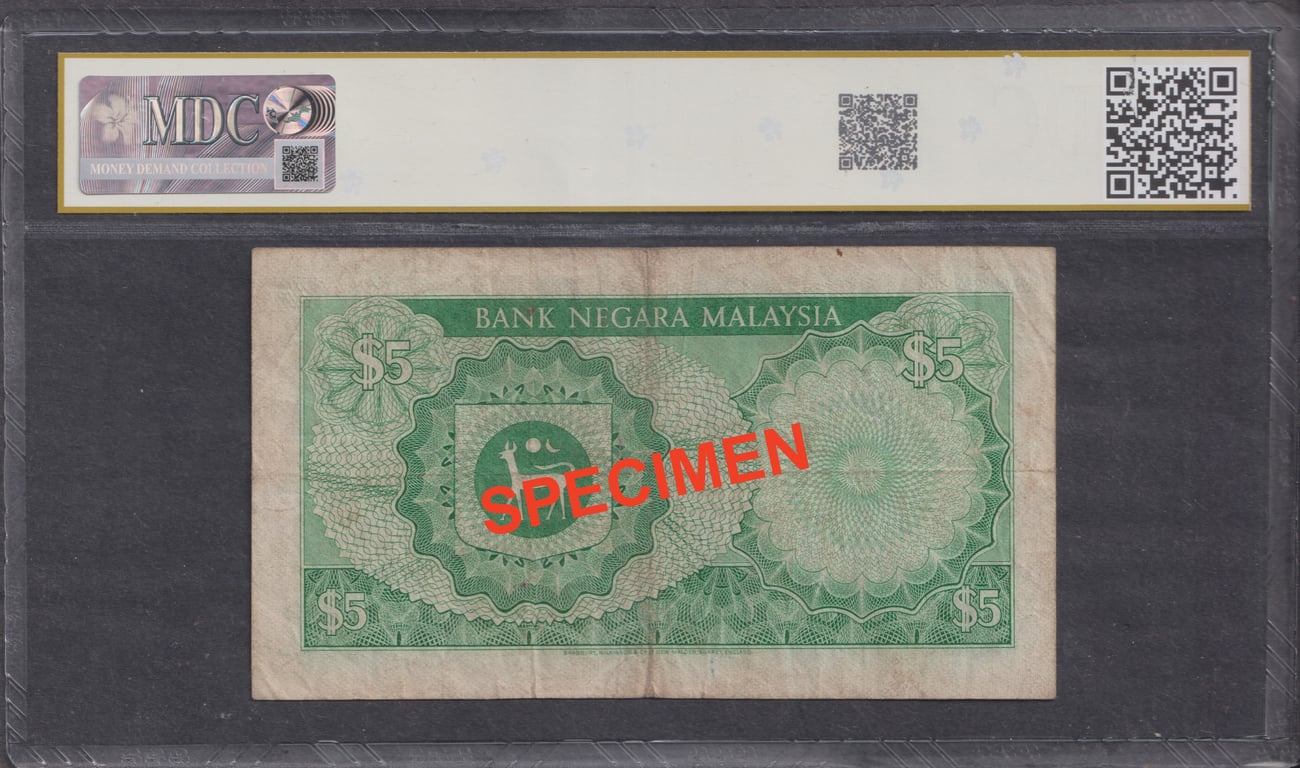 MDC
MONEY DEMAND COLLECTION
BANK NEGARA MALAYSIA
$5
$5
SPECIMEN
$5
$5